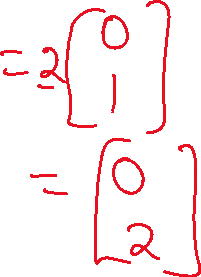 = 2 [0
1]
= [0
2]